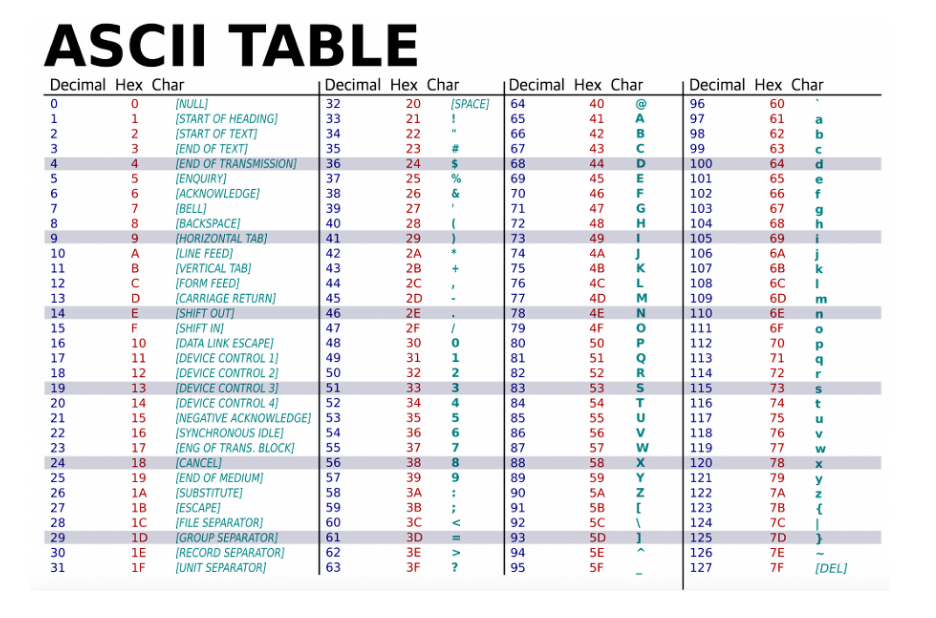 ASCII TABLE
Decimal Hex Char Decimal Hex Char Decimal Hex Char Decimal Hex Char
0 0 [NULL] 32 20 [SPACE] 64 40 @ 96 60 `
1 1 [START OF HEADING] 33 21 ! 65 41 A 97 61 a
2 2 [START OF TEXT] 34 22 " 66 42 B 98 62 b
3 3 [END OF TEXT] 35 23 # 67 43 C 99 63 c
4 4 [END OF TRANSMISSION] 36 24 $ 68 44 D 100 64 d
5 5 [ENQUIRY] 37 25 % 69 45 E 101 65 e
6 6 [ACKNOWLEDGE] 38 26 & 70 46 F 102 66 f
7 7 [BELL] 39 27 ' 71 47 G 103 67 g
8 8 [BACKSPACE] 40 28 ( 72 48 H 104 68 h
9 9 [HORIZONTAL TAB] 41 29 ) 73 49 I 105 69 i
10 A [LINE FEED] 42 2A * 74 4A J 106 6A j
11 B [VERTICAL TAB] 43 2B + 75 4B K 107 6B k
12 C [FORM FEED] 44 2C , 76 4C L 108 6C l
13 D [CARRIAGE RETURN] 45 2D - 77 4D M 109 6D m
14 E [SHIFT OUT] 46 2E . 78 4E N 110 6E n
15 F [SHIFT IN] 47 2F / 79 4F O 111 6F o
16 10 [DATA LINK ESCAPE] 48 30 0 80 50 P 112 70 p
17 11 [DEVICE CONTROL 1] 49 31 1 81 51 Q 113 71 q
18 12 [DEVICE CONTROL 2] 50 32 2 82 52 R 114 72 r
19 13 [DEVICE CONTROL 3] 51 33 3 83 53 S 115 73 s
20 14 [DEVICE CONTROL 4] 52 34 4 84 54 T 116 74 t
21 15 [NEGATIVE ACKNOWLEDGE] 53 35 5 85 55 U 117 75 u
22 16 [SYNCHRONOUS IDLE] 54 36 6 86 56 V 118 76 v
23 17 [ENG OF TRANS. BLOCK] 55 37 7 87 57 W 119 77 w
24 18 [CANCEL] 56 38 8 88 58 X 120 78 x
25 19 [END OF MEDIUM] 57 39 9 89 59 Y 121 79 y
26 1A [SUBSTITUTE] 58 3A : 90 5A Z 122 7A z
27 1B [ESCAPE] 59 3B ; 91 5B [ 123 7B {
28 1C [FILE SEPARATOR] 60 3C < 92 5C \ 124 7C |
29 1D [GROUP SEPARATOR] 61 3D = 93 5D ] 125 7D }
30 1E [RECORD SEPARATOR] 62 3E > 94 5E ^ 126 7E ~
31 1F [UNIT SEPARATOR] 63 3F ? 95 5F _ 127 7F [DEL]